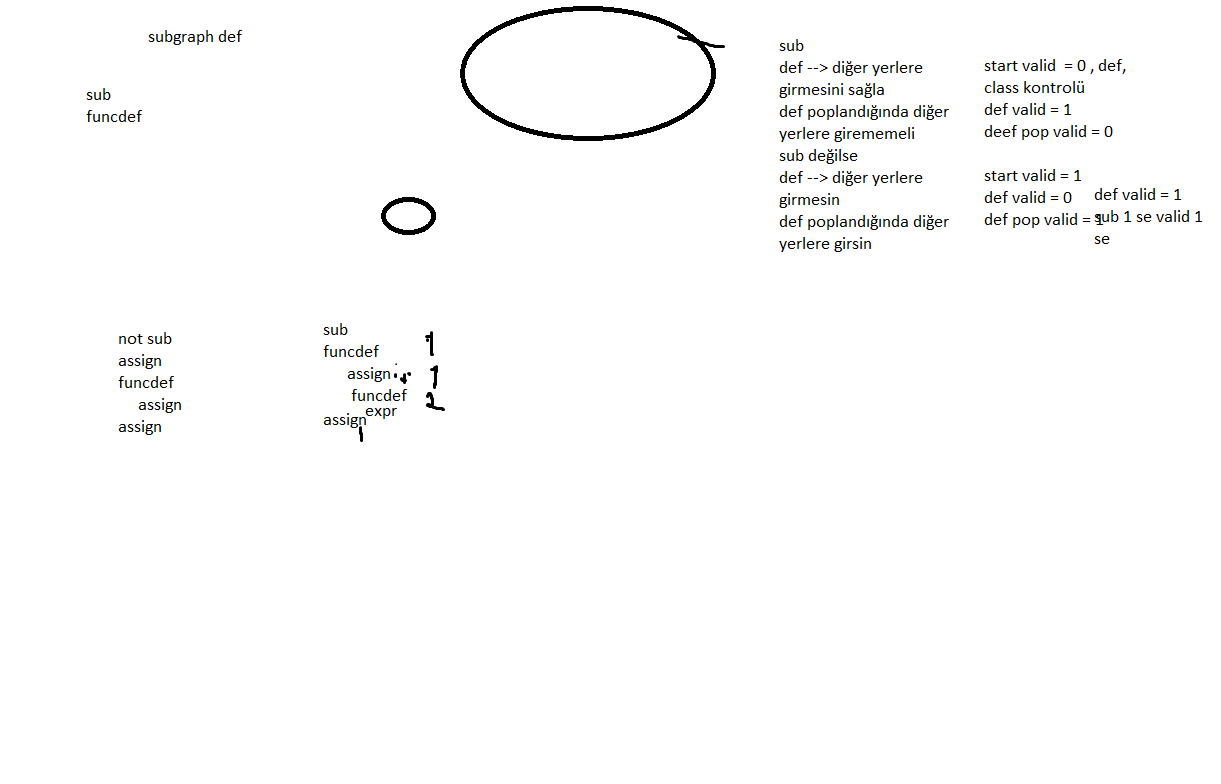 subgraph def
sub
funcdef
sub
def --> diğer yerlere
girmesini sağla
def poplandığında diğer
yerlere girememeli
sub değilse
def --> diğer yerlere
girmesin
def poplandığında diğer
yerlere girsin
start valid = 0 , def,
class kontrolü
def valid = 1
deef pop valid = 0
start valid = 1
def valid = 0
def pop valid = 1
def valid = 1
sub 1 se valid 1
se
not sub
assign
funcdef
assign
assign
sub
funcdef 1
assign 1
funcdef 2
expr
assign
1